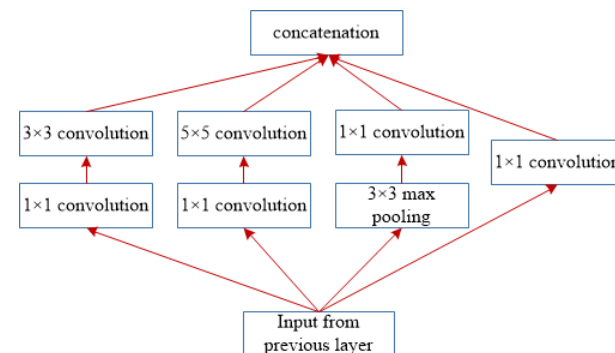 concatenation
3×3 convolution
5×5 convolution
1×1 convolution
1×1 convolution
1×1 convolution
1×1 convolution
3×3 max
pooling
Input from
previous layer